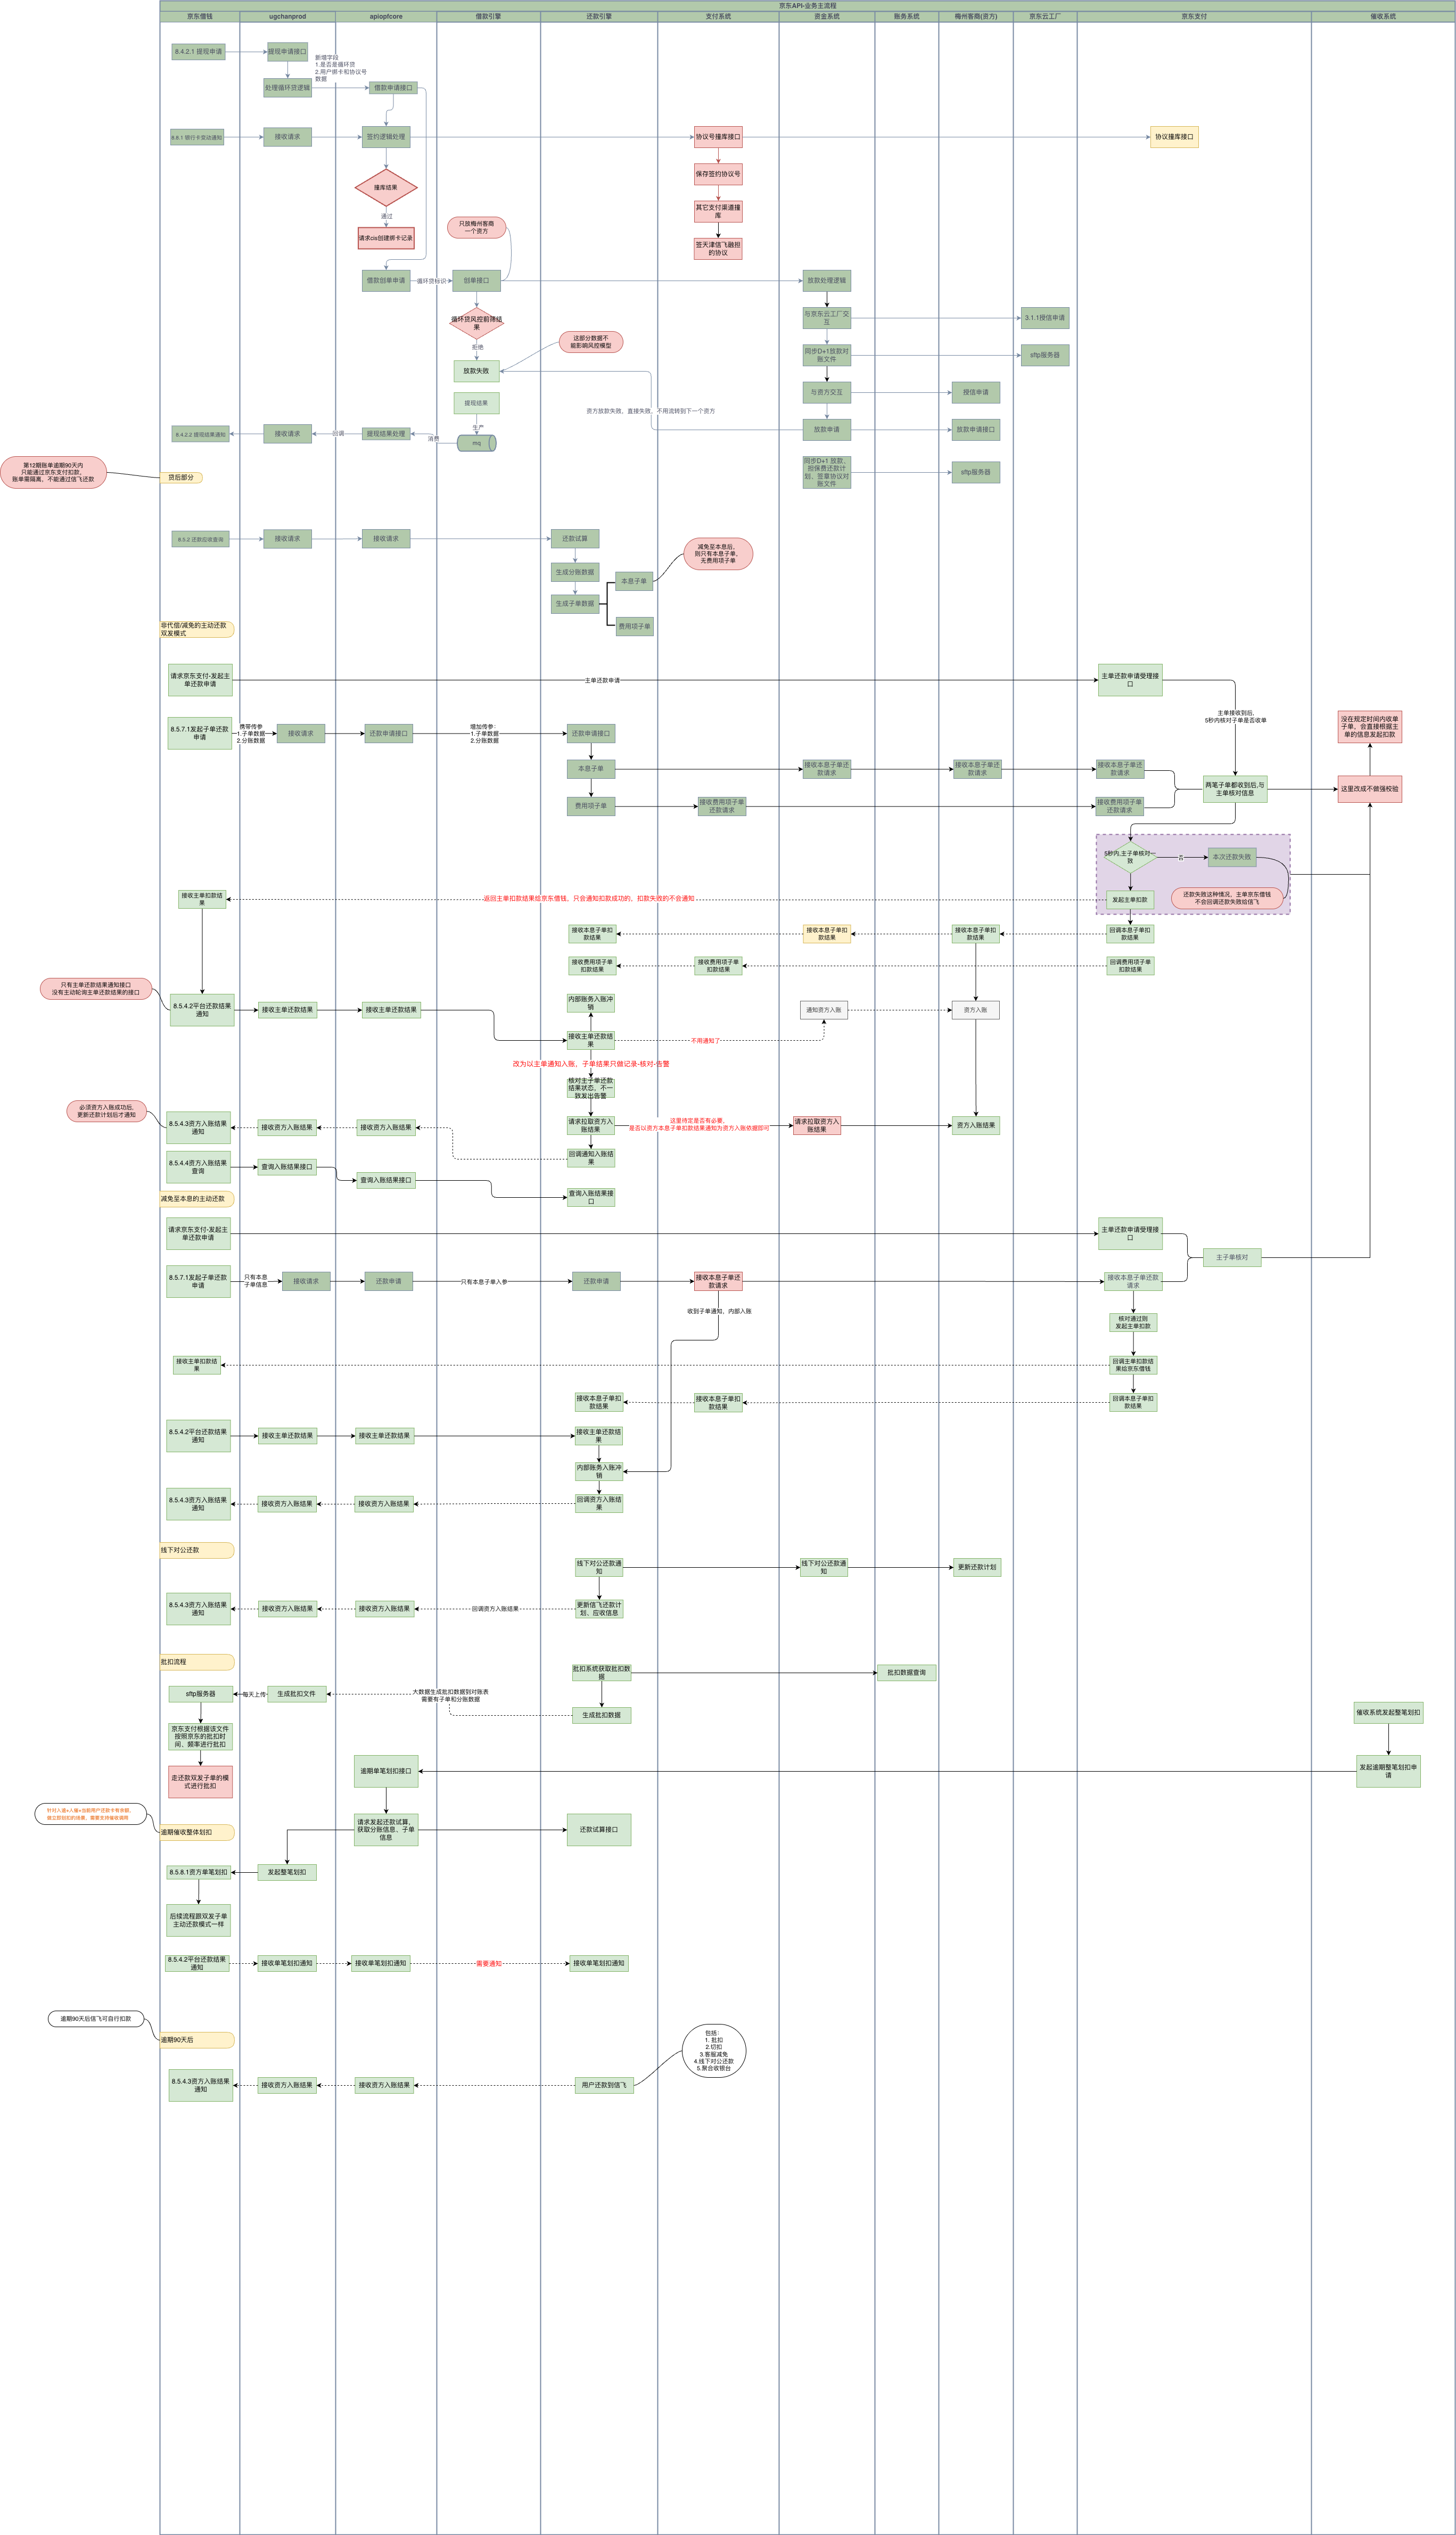 京东API-业务主流程
京东借钱
ugchanprod
apiopfcore
借款引擎
还款引擎
支付系统
资金系统
账务系统
梅州客商(资方)
京东云工厂
京东支付
催收系统
8.4.2.1 提现申请
提现申请接口
新增字段
1.是否是循环贷
2.用户绑卡和协议号
数据
处理循环贷逻辑
借款申请接口
8.8.1 银行卡变动通知
接收请求
签约逻辑处理
协议号撞库接口
协议撞库接口
保存签约协议号
撞库结果
其它支付渠道撞
库
通过
只放梅州客商
一个资方
请求cis创建绑卡记录
签天津信飞融担
的协议
借款创单申请
循环贷标识
创单接口
放款处理逻辑
循环贷风控前筛结
果
与京东云工厂交
互
3.1.1授信申请
拒绝
这部分数据不
能影响风控模型
同步D+1放款对
账文件
sftp服务器
放款失败
与资方交互
授信申请
提现结果
资方放款失败，直接失败，不用流转到下一个资方
生产
8.4.2.2 提现结果通知
接收请求
回调
提现结果处理
消费
mq
放款申请
放款申请接口
第12期账单逾期90天内
只能通过京东支付扣款,
账单需隔离，不能通过信飞还款
贷后部分
同步D+1 放款、
担保费还款计
划、签章协议对
账文件
sftp服务器
8.5.2 还款应收查询
接收请求
接收请求
还款试算
减免至本息后,
则只有本息子单,
无费用项子单
生成分账数据
本息子单
生成子单数据
费用项子单
非代偿/减免的主动还款
双发模式
请求京东支付-发起主
单还款申请
主单还款申请
主单还款申请受理接
口
主单接收到后,
5秒内核对子单是否收单
没在规定时间内收单
子单，会直接根据主
单的信息发起扣款
8.5.7.1发起子单还款
申请
携带传参
1.子单数据
2.分账数据
接收请求
还款申请接口
增加传参:
1.子单数据
2.分账数据
还款申请接口
本息子单
接收本息子单还
款请求
接收本息子单还
款请求
接收本息子单还
款请求
两笔子单都收到后,与
主单核对信息
这里改成不做强校验
费用项子单
接收费用项子单
还款请求
接收费用项子单
还款请求
5秒内,主子单核对一
致
否
本次还款失败
发起主单扣款
还款失败这种情况，主单京东借钱
不会回调还款失败给信飞
接收主单扣款结
果
返回主单扣款结果给京东借钱，只会通知扣款成功的，扣款失败的不会通知
接收本息子单扣
款结果
接收本息子单扣
款结果
接收本息子单扣
款结果
回调本息子单扣
款结果
接收费用项子单
扣款结果
接收费用项子单
扣款结果
回调费用项子单
扣款结果
只有主单还款结果通知接口
没有主动轮询主单还款结果的接口
8.5.4.2平台还款结果
通知
接收主单还款结果
接收主单还款结果
内部账务入账冲
销
通知资方入账
资方入账
接收主单还款结
果
不用通知了
改为以主单通知入账，子单结果只做记录-核对-告警
核对主子单还款
结果状态，不一
致发出告警
必须资方入账成功后,
更新还款计划后才通知
8.5.4.3资方入账结果
通知
接收资方入账结果
接收资方入账结果
请求拉取资方入
账结果
这里待定是否有必要,
是否以资方本息子单扣款结果通知为资方入账依据即可
请求拉取资方入
账结果
资方入账结果
回调通知入账结
果
8.5.4.4资方入账结果
查询
查询入账结果接口
查询入账结果接口
查询入账结果接
口
减免至本息的主动还款
请求京东支付-发起主
单还款申请
主单还款申请受理接
口
主子单核对
8.5.7.1发起子单还款
申请
只有本息
子单信息
接收请求
还款申请
只有本息子单入参
还款申请
接收本息子单还
款请求
接收本息子单还款
请求
收到子单通知，内部入账
核对通过则
发起主单扣款
接收主单扣款结
果
回调主单扣款结
果给京东借钱
接收本息子单扣
款结果
接收本息子单扣
款结果
回调本息子单扣
款结果
8.5.4.2平台还款结果
通知
接收主单还款结果
接收主单还款结果
接收主单还款结
果
内部账务入账冲
销
8.5.4.3资方入账结果
通知
接收资方入账结果
接收资方入账结果
回调资方入账结
果
线下对公还款
线下对公还款通
知
线下对公还款通
知
更新还款计划
8.5.4.3资方入账结果
通知
接收资方入账结果
接收资方入账结果
回调资方入账结果
更新信飞还款计
划、应收信息
批扣流程
批扣系统获取批扣数
据
批扣数据查询
sftp服务器
每天上传
生成批扣文件
大数据生成批扣数据到对账表
需要有子单和分账数据
生成批扣数据
催收系统发起整笔划扣
京东支付根据该文件
按照京东的批扣时
间、频率进行批扣
走还款双发子单的模
式进行批扣
逾期单笔划扣接口
发起逾期整笔划扣申
请
逾期催收整体划扣
请求发起还款试算,
获取分账信息、子单
信息
还款试算接口
8.5.8.1资方单笔划扣
发起整笔划扣
后续流程跟双发子单
主动还款模式一样
8.5.4.2平台还款结果
通知
接收单笔划扣通知
接收单笔划扣通知
需要通知
接收单笔划扣通知
逾期90天后信飞可自行扣款
逾期90天后
包括:
1. 批扣
2.切扣
3.客服减免
4.线下对公还款
5.聚合收银台
8.5.4.3资方入账结果
通知
接收资方入账结果
接收资方入账结果
用户还款到信飞